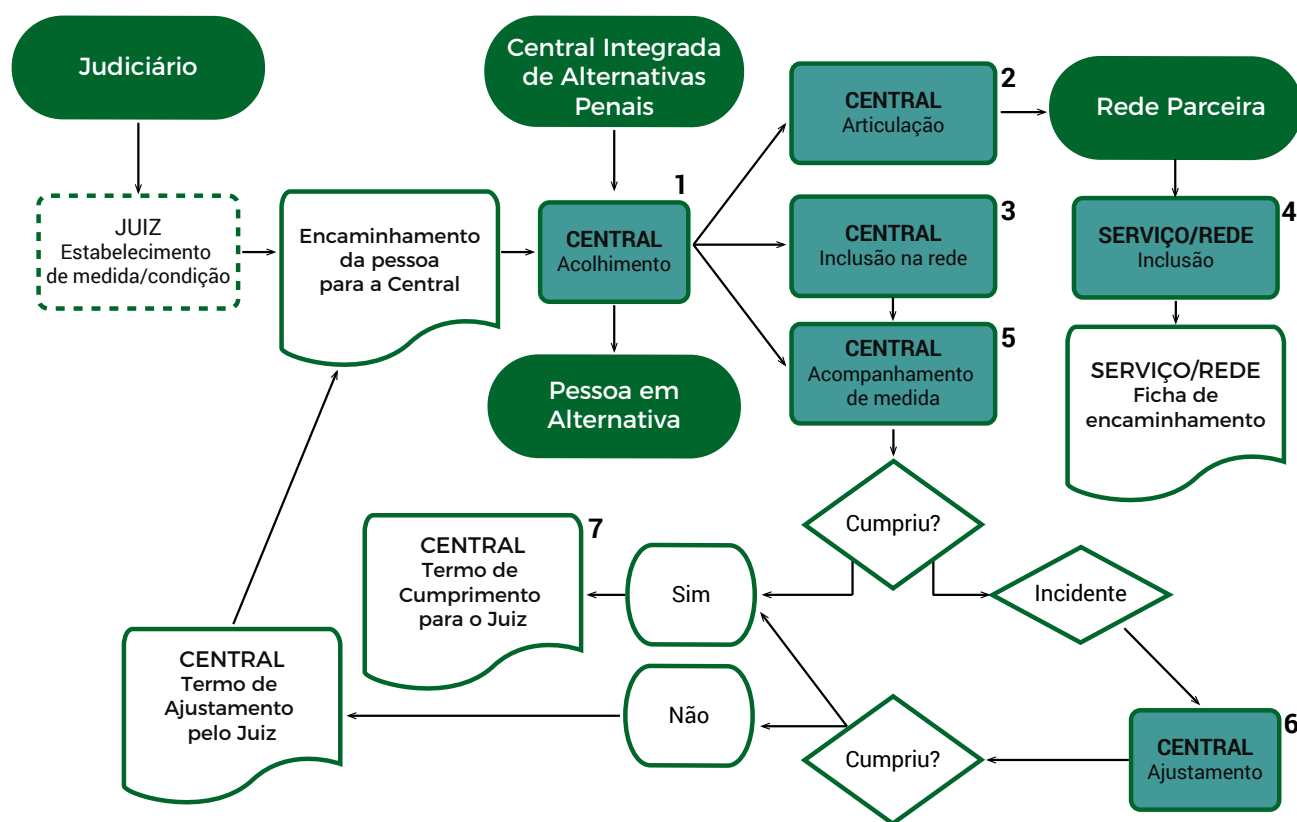 Judiciário
JUIZ
Estabelecimento
de medida/condição
Encaminhamento
da pessoa
para a Central
Central Integrada
de Alternativas
Penais
1
CENTRAL
Acolhimento
Pessoa em
Alternativa
2
CENTRAL
Articulação
Rede Parceira
3
CENTRAL
Inclusão na rede
4
SERVIÇO/REDE
Inclusão
5
CENTRAL
Acompanhamento
de medida
SERVIÇO/REDE
Ficha de
encaminhamento
Cumpriu?
Sim
7
CENTRAL
Termo de
Cumprimento
para o Juiz
Incidente
6
CENTRAL
Ajustamento
Cumpriu?
Não
CENTRAL
Termo de
Ajustamento
pelo Juiz